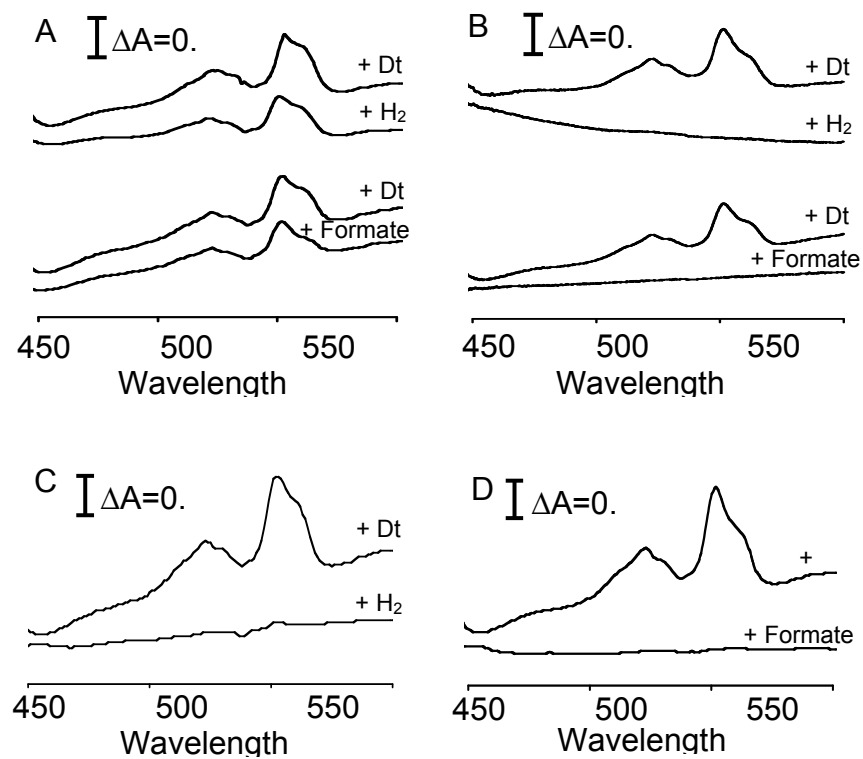 A
ΔA=0.
+ Dt
+ H₂
+ Dt
+ Formate
450 500 550
Wavelength
B
ΔA=0.
+ Dt
+ H₂
+ Dt
+ Formate
450 500 550
Wavelength
C
ΔA=0.
+ Dt
+ H₂
450 500 550
Wavelength
D
ΔA=0.
+
+ Formate
450 500 550
Wavelength